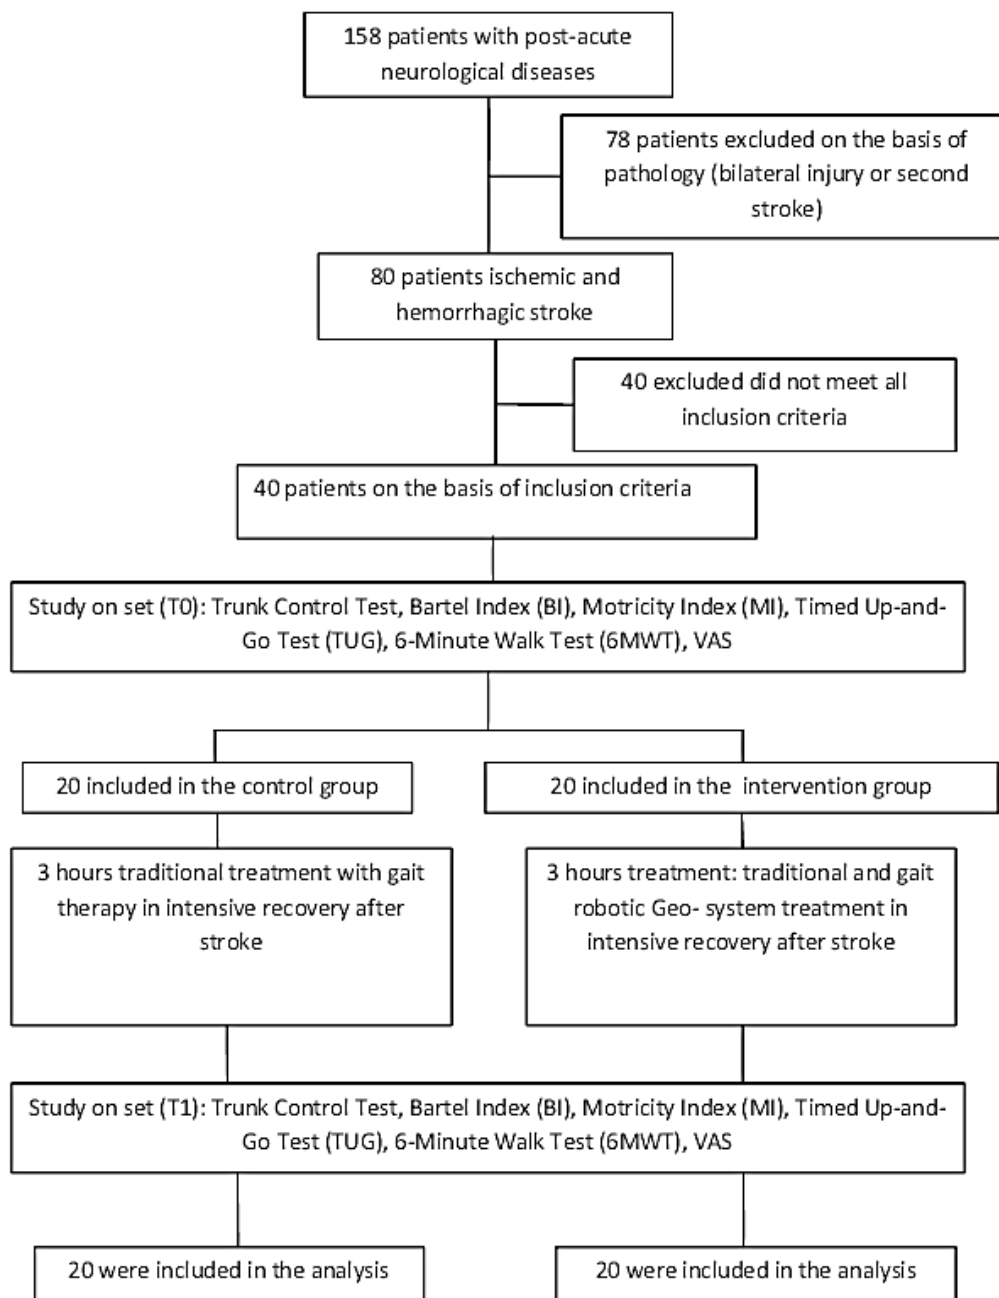 158 patients with post-acute
neurological diseases
78 patients excluded on the basis of
pathology (bilateral injury or second
stroke)
80 patients ischemic and
hemorrhagic stroke
40 excluded did not meet all
inclusion criteria
40 patients on the basis of inclusion criteria
Study on set (T0): Trunk Control Test, Bartel Index (BI), Motricity Index (MI), Timed Up-and-
Go Test (TUG), 6-Minute Walk Test (6MWT), VAS
20 included in the control group
20 included in the intervention group
3 hours traditional treatment with gait
therapy in intensive recovery after
stroke
3 hours treatment: traditional and gait
robotic Geo- system treatment in
intensive recovery after stroke
Study on set (T1): Trunk Control Test, Bartel Index (BI), Motricity Index (MI), Timed Up-and-
Go Test (TUG), 6-Minute Walk Test (6MWT), VAS
20 were included in the analysis
20 were included in the analysis